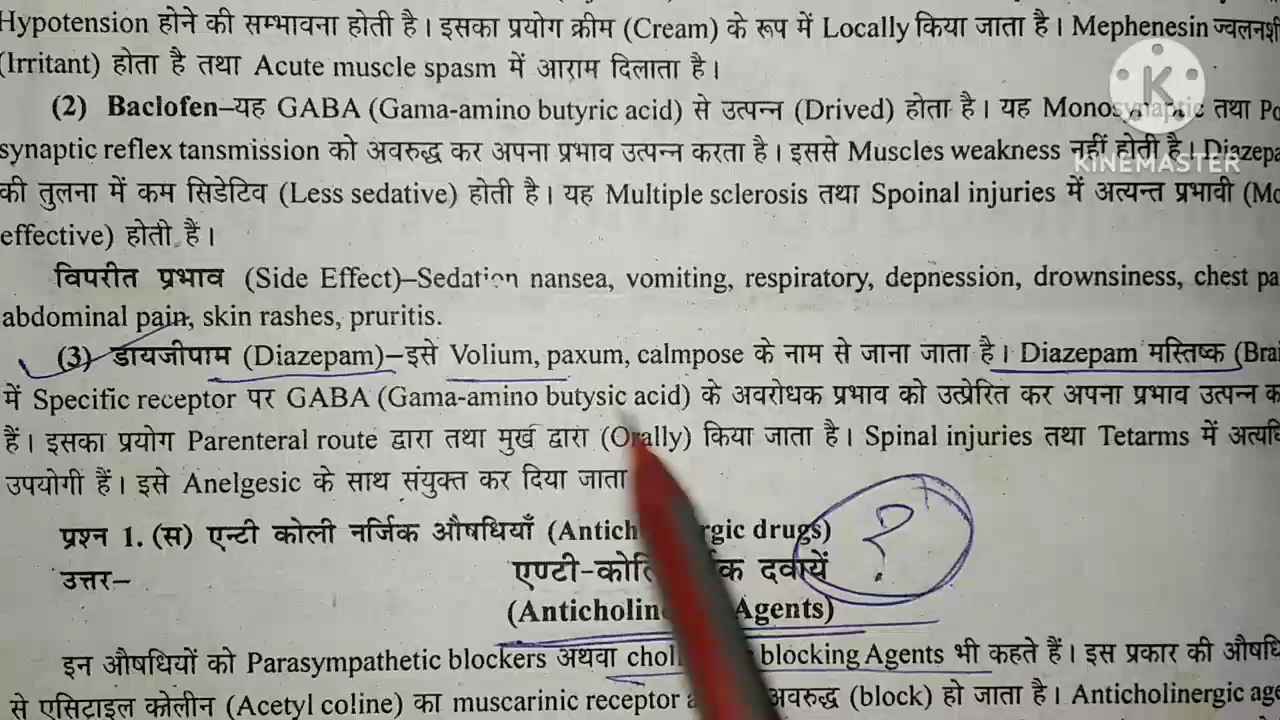 Hypotension होने की सम्भावना होती है। इसका प्रयोग क्रीम (Cream) के रूप में Locally किया जाता है। Mephenesin
(Irritant) होता है तथा Acute muscle spasm में आराम दिलाता है।
(2) Baclofen–यह GABA (Gama-amino butyric acid) से उत्पन्न (Drived) होता है। यह Monosynaptic तथा
synaptic reflex tansmission को अवरुद्ध कर अपना प्रभाव उत्पन्न करता है। इससे Muscles weakness नहीं होती है।
की तुलना में कम सिडेटिव (Less sedative) होती है। यह Multiple sclerosis तथा Spoinal injuries में अत्यन्त प्रभावी
effective) होती हैं।
विपरीत प्रभाव (Side Effect)–Sedation nansea, vomiting, respiratory, depnession, drownsiness, chest
abdominal pain, skin rashes, pruritis.
(3) डायजीपाम (Diazepam)–इसे Volium, paxum, calmpose के नाम से जाना जाता है। Diazepam मस्तिष्क
में Specific receptor पर GABA (Gama-amino butysic acid) के अवरोधक प्रभाव को उत्प्रेरित कर अपना प्रभाव उत्पन्न
हैं। इसका प्रयोग Parenteral route द्वारा तथा मुख द्वारा (Orally) किया जाता है। Spinal injuries तथा Tetarms में
उपयोगी हैं। इसे Anelgesic के साथ संयुक्त कर दिया जाता
प्रश्न 1. (स) एन्टी कोली नर्जिक औषधियाँ drugs)
?
उत्तर–
दवायें
Agents)
इन औषधियों को Parasympathetic blockers अथवा blocking Agents भी कहते हैं। इस प्रकार की
से एसिटाइल कोलीन (Acetyl coline) का muscarinic receptor अवरुद्ध (block) हो जाता है। Anticholinergic
K
KINEMASTER